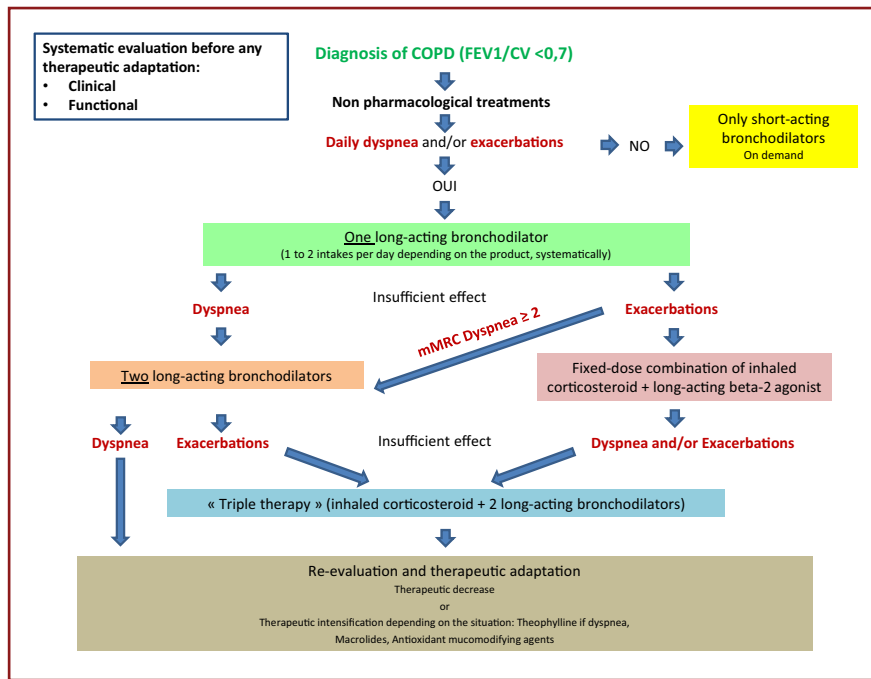 Systematic evaluation before any
therapeutic adaptation:
• Clinical
• Functional
Diagnosis of COPD (FEV1/CV <0,7)
Non pharmacological treatments
Daily dyspnea and/or exacerbations
NO
Only short-acting
bronchodilators
On demand
OUI
One long-acting bronchodilator
(1 to 2 intakes per day depending on the product, systematically)
Insufficient effect
Dyspnea
Exacerbations
mMRC Dyspnea ≥ 2
Two long-acting bronchodilators
Fixed-dose combination of inhaled
corticosteroid + long-acting beta-2 agonist
Dyspnea
Exacerbations
Insufficient effect
Dyspnea and/or Exacerbations
« Triple therapy » (inhaled corticosteroid + 2 long-acting bronchodilators)
Re-evaluation and therapeutic adaptation
Therapeutic decrease
or
Therapeutic intensification depending on the situation: Theophylline if dyspnea,
Macrolides, Antioxidant mucomodifying agents